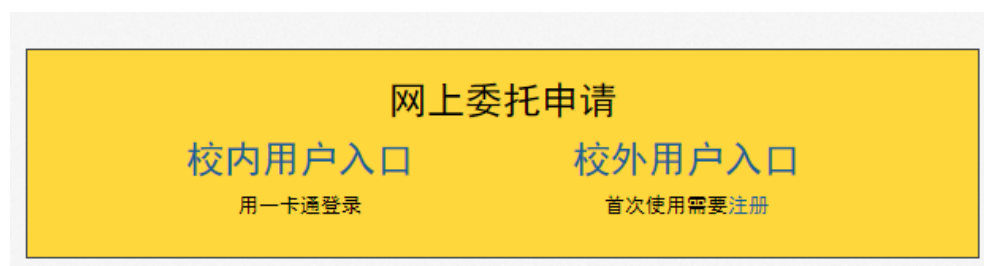 网上委托申请
校内用户入口
校外用户入口
用一卡通登录
首次使用需要注册